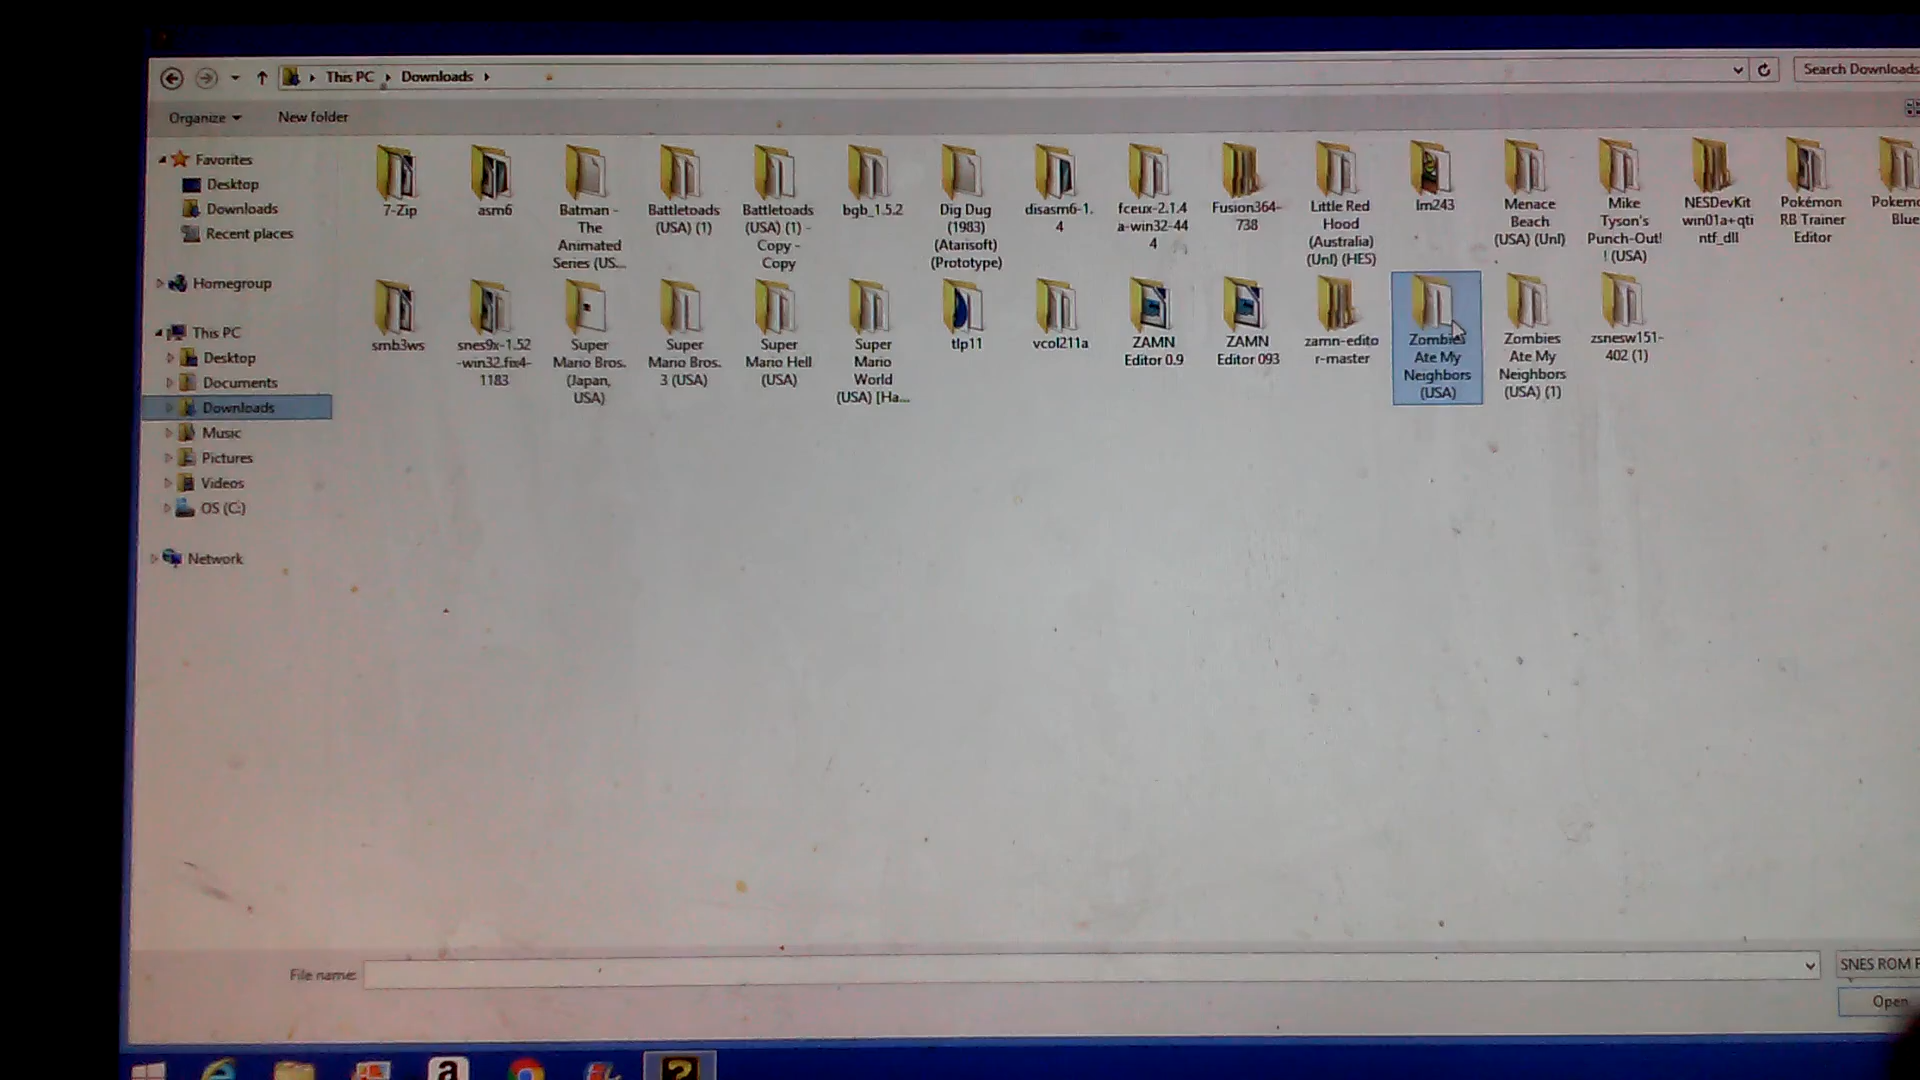 This PC Downloads
Search Downloads
Organize New folder
Favorites
Desktop
Downloads
Recent places
Homegroup
This PC
Desktop
Documents
Downloads
Music
Pictures
Videos
OS (C:)
Network
7-Zip
asm6
Batman -
The
Animated
Series (US...
Battletoads
(USA) (1)
Battletoads
(USA) (1) -
Copy -
Copy
bgb_1.5.2
Dig Dug
(1983)
(Atarisoft)
(Prototype)
disasm6-1.
4
fceux-2.1.4
a-win32-44
4
Fusion364-
738
Little Red
Hood
(Australia)
(Unl) (HES)
lm243
Menace
Beach
(USA) (Unl)
Mike
Tyson's
Punch-Out!
! (USA)
NESDevKit
win01a+qti
ntf_dll
Pokémon
RB Trainer
Editor
Pokem
Blue
smb3ws
snes9x-1.52
-win32.fix4-
1183
Super
Mario Bros.
(Japan,
USA)
Super
Mario Bros.
3 (USA)
Super
Mario Hell
(USA)
Super
Mario
World
(USA) [Ha...
tlp11
vcol211a
ZAMN
Editor 0.9
ZAMN
Editor 093
zamn-edito
r-master
Zombies
Ate My
Neighbors
(USA)
Zombies
Ate My
Neighbors
(USA) (1)
zsnesw151-
402 (1)
File name:
SNES ROM F
Open
a
?